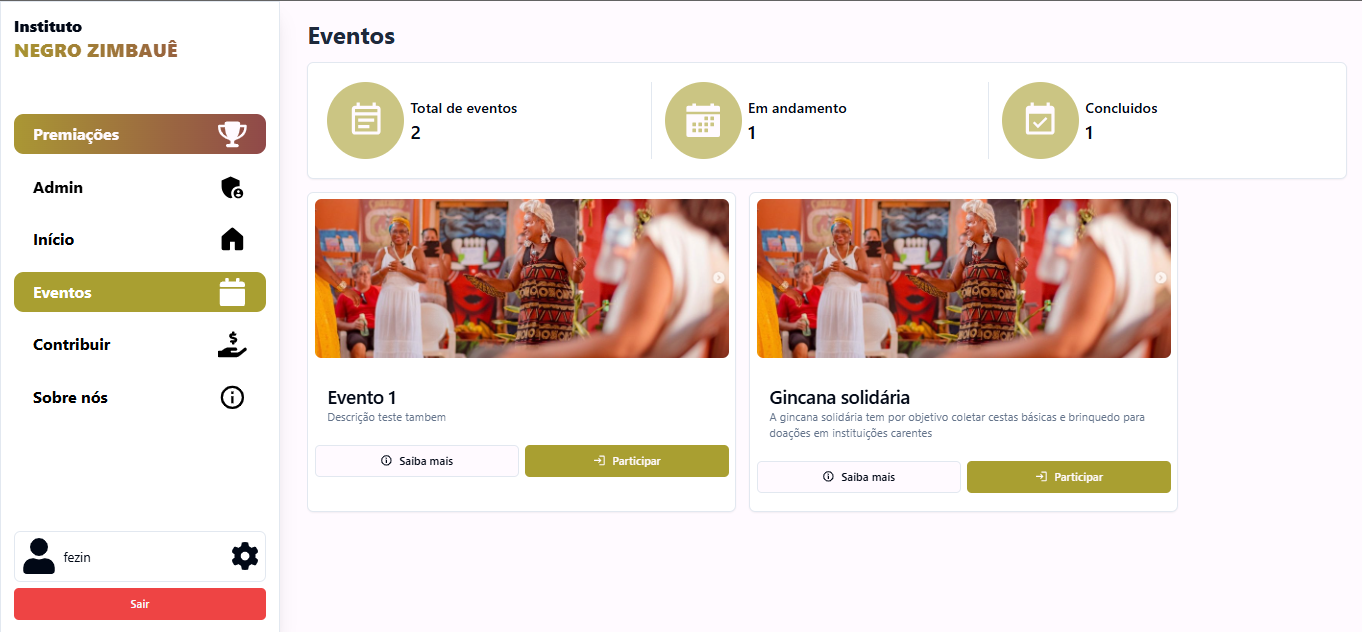 Instituto
NEGRO ZIMBAUÊ
Premiações
Admin
Início
Eventos
Contribuir
Sobre nós
fezin
Sair
Eventos
Total de eventos
2
Em andamento
1
Concluidos
1
Evento 1
Descrição teste tambem
Saiba mais
Participar
Gincana solidária
A gincana solidária tem por objetivo coletar cestas básicas e brinquedo para
doações em instituições carentes
Saiba mais
Participar